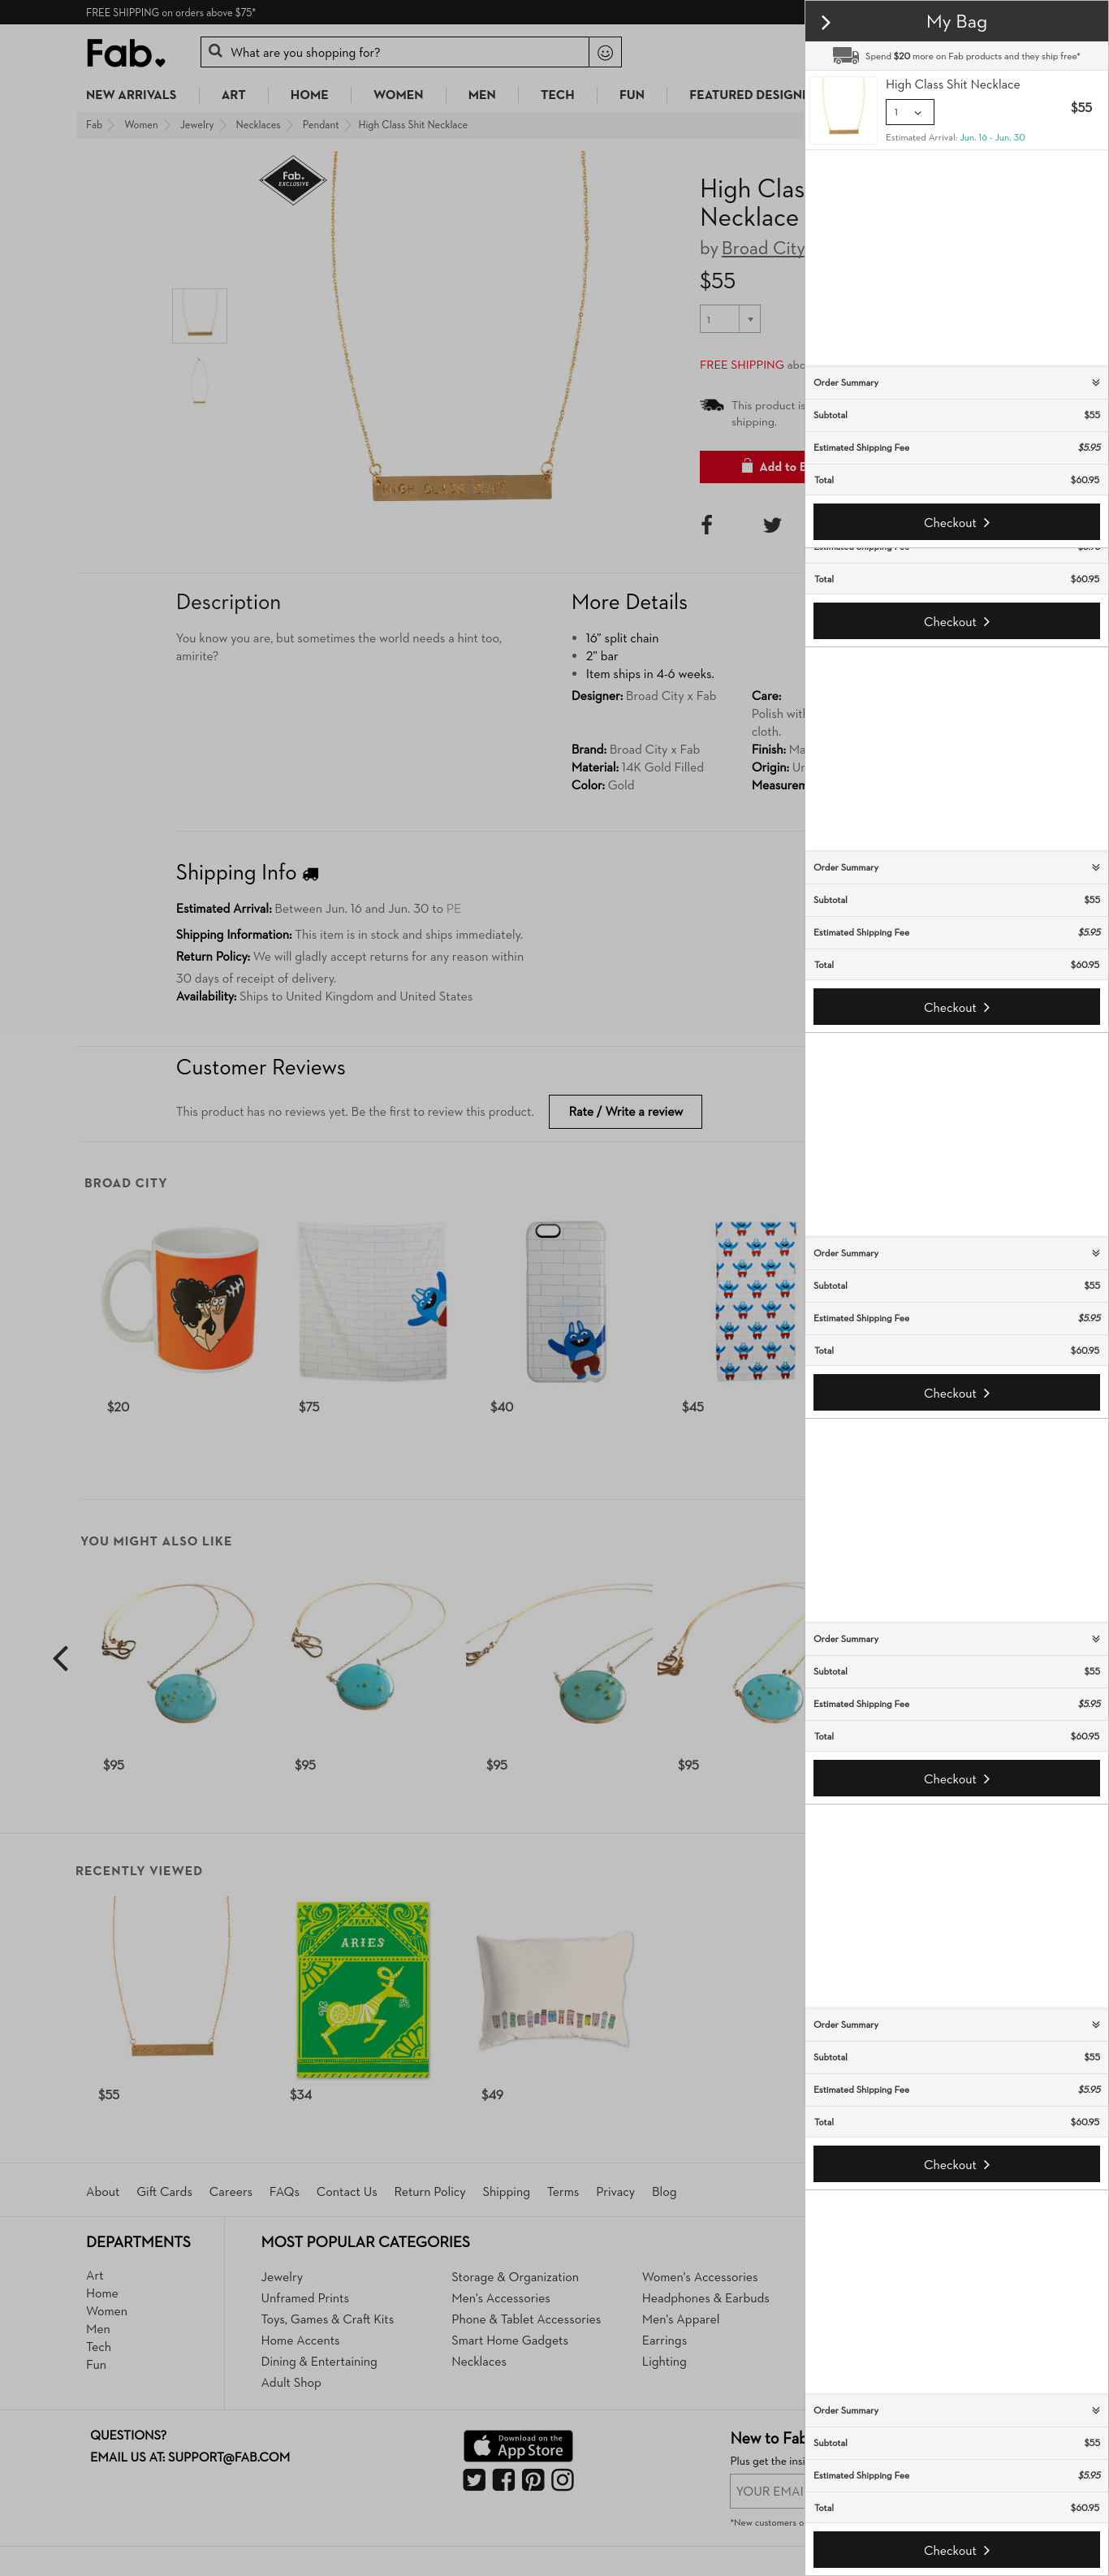 FREE SHIPPING on orders above $75*
Fab.
What are you shopping for?
NEW ARRIVALS
ART
HOME
WOMEN
MEN
TECH
FUN
FEATURED DESIGN
Fab
Women
Jewelry
Necklaces
Pendant
High Class Shit Necklace
Fab.
EXCLUSIVE
HIGH CLASS SHIT
High Clas
Necklace
by Broad City
$55
1
FREE SHIPPING abo
This product is
shipping.
Add to
Description
You know you are, but sometimes the world needs a hint too,
amirite?
More Details
• 16" split chain
• 2" bar
• Item ships in 4-6 weeks.
Designer: Broad City x Fab
Care:
Polish with
cloth.
Brand: Broad City x Fab
Finish: Ma
Material: 14K Gold Filled
Origin: Un
Color: Gold
Measurem
Shipping Info
Estimated Arrival: Between Jun. 16 and Jun. 30 to PE
Shipping Information: This item is in stock and ships immediately.
Return Policy: We will gladly accept returns for any reason within
30 days of receipt of delivery.
Availability: Ships to United Kingdom and United States
Customer Reviews
This product has no reviews yet. Be the first to review this product.
Rate / Write a review
BROAD CITY
$20
$75
$40
$45
YOU MIGHT ALSO LIKE
$95
$95
$95
$95
RECENTLY VIEWED
ARIES
$55
$34
$49
About
Gift Cards
Careers
FAQs
Contact Us
Return Policy
Shipping
Terms
Privacy
Blog
DEPARTMENTS
Art
Home
Women
Men
Tech
Fun
MOST POPULAR CATEGORIES
Jewelry
Unframed Prints
Toys, Games & Craft Kits
Home Accents
Dining & Entertaining
Adult Shop
Storage & Organization
Men's Accessories
Phone & Tablet Accessories
Smart Home Gadgets
Necklaces
Women's Accessories
Headphones & Earbuds
Men's Apparel
Earrings
Lighting
QUESTIONS?
EMAIL US AT: SUPPORT@FAB.COM
Download on the
App Store
New to Fab
Plus get the insi
YOUR EMAI
*New customers o
My Bag
Spend $20 more on Fab products and they ship free*
High Class Shit Necklace
1
$55
Estimated Arrival: Jun. 16 - Jun. 30
Order Summary
Subtotal $55
Estimated Shipping Fee $5.95
Total $60.95
Checkout
Estimated Shipping Fee $5.95
Total $60.95
Checkout
Order Summary
Subtotal $55
Estimated Shipping Fee $5.95
Total $60.95
Checkout
Order Summary
Subtotal $55
Estimated Shipping Fee $5.95
Total $60.95
Checkout
Order Summary
Subtotal $55
Estimated Shipping Fee $5.95
Total $60.95
Checkout
Order Summary
Subtotal $55
Estimated Shipping Fee $5.95
Total $60.95
Checkout
Order Summary
Subtotal $55
Estimated Shipping Fee $5.95
Total $60.95
Checkout